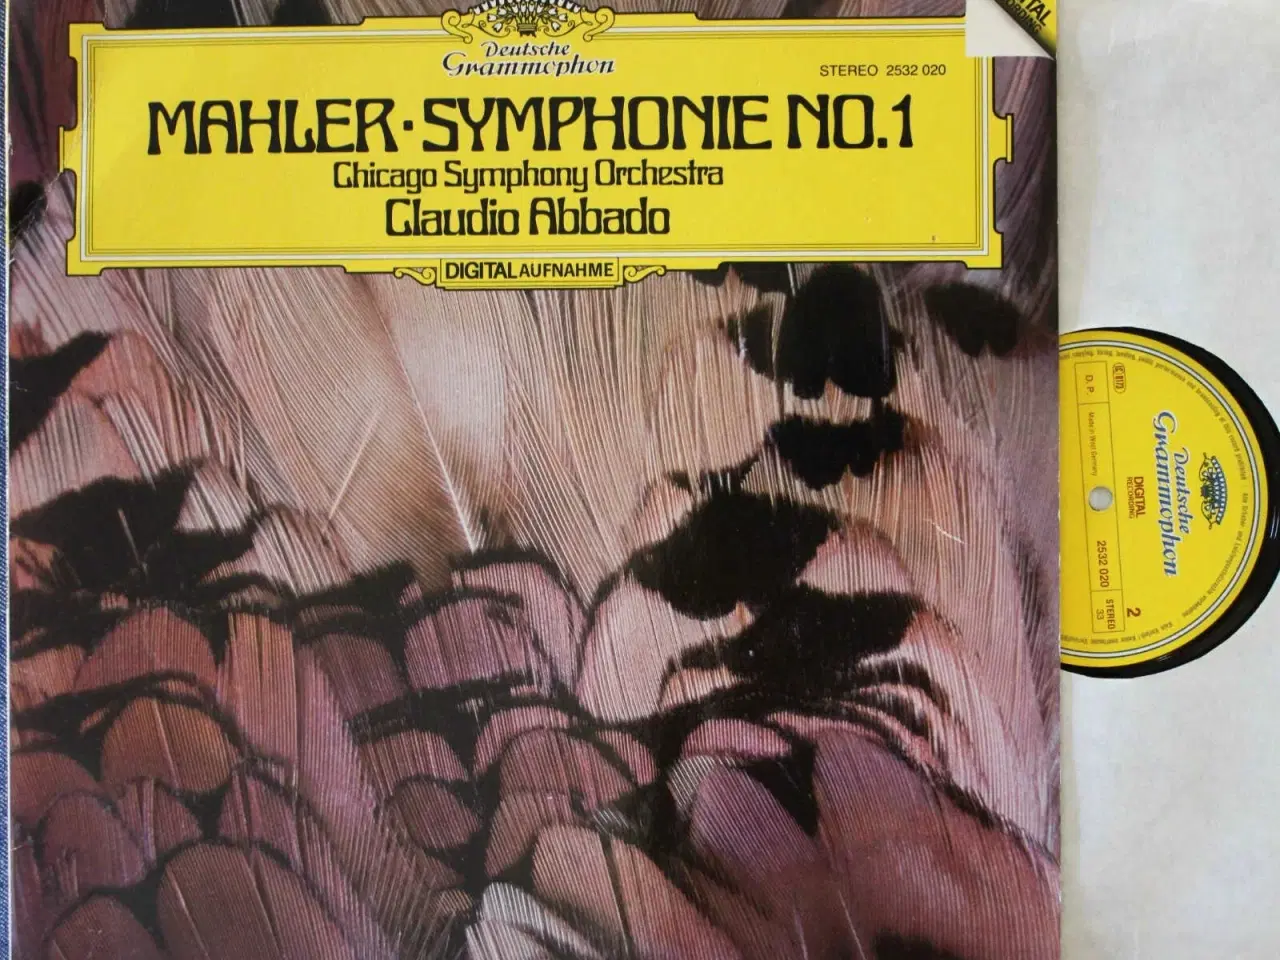 Deutsche
Grammophon
STEREO 2532 020
MAHLER·SYMPHONIE NO.1
Chicago Symphony Orchestra
Claudio Abbado
DIGITAL AUFNAHME
Deutsche
Grammophon
DIGITAL
RECORDING
D. P.
Made in West Germany
2532 020
STEREO
33
2